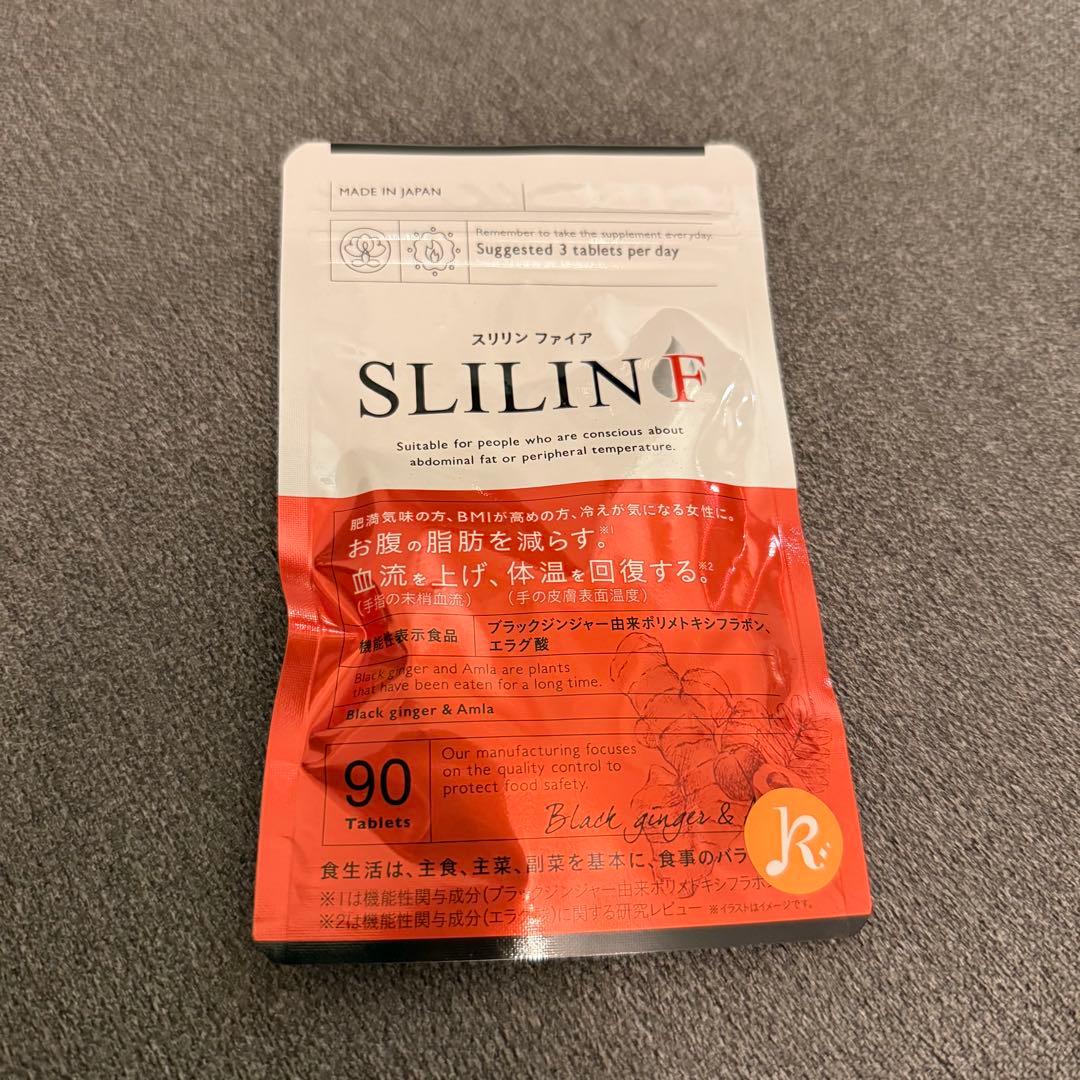 MADE IN JAPAN
Remember to take the supplement everyday.
Suggested 3 tablets per day
スリリン ファイア
SLILIN F
Suitable for people who are conscious about
abdominal fat or peripheral temperature.
肥満気味の方、BMIが高めの方、冷えが気になる女性に。
お腹の脂肪を減らす。※1
血流を上げ、体温を回復する。※2
(手指の末梢血流) (手の皮膚表面温度)
機能性表示食品
ブラックジンジャー由来ポリメトキシフラボン、
エラグ酸
Black ginger and Amla are plants
that have been eaten for a long time.
Black ginger & Amla
90
Tablets
Our manufacturing focuses
on the quality control to
protect food safety.
Black ginger &
食生活は、主食、主菜、副菜を基本に、食事のバラ
※1は機能性関与成分(ブラックジンジャー由来ポリメトキシフラボ
※2は機能性関与成分(エラグ酸)に関する研究レビュー ※イラストはイメージです。